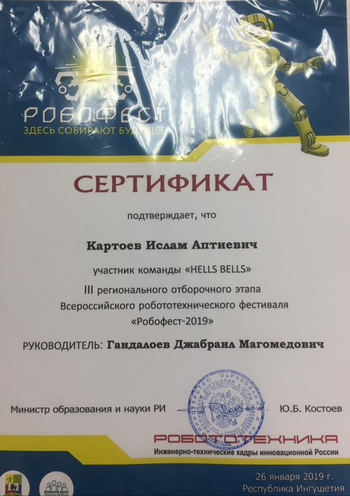 РОБОФЕСТ
ЗДЕСЬ СОБИРАЮТ БУДУЩЕЕ
СЕРТИФИКАТ
подтверждает, что
Картоев Ислам Аптиевич
участник команды «HELLS BELLS»
III регионального отборочного этапа
Всероссийского робототехнического фестиваля
«Робофест-2019»
РУКОВОДИТЕЛЬ: Гандалоев Джабраил Магомедович
Министр образования и науки РИ Ю.Б. Костоев
РОБОТОТЕХНИКА
Инженерно-технические кадры инновационной России
26 января 2019 г.
Республика Ингушетия